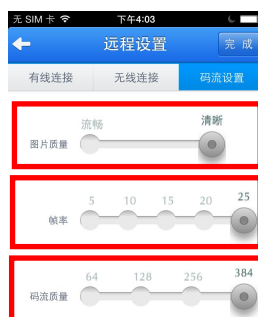 无 SIM 卡 下午4:03
远程设置 完 成
有线连接 无线连接 码流设置
流畅 清晰
图片质量
5 10 15 20 25
帧率
64 128 256 384
码流质量